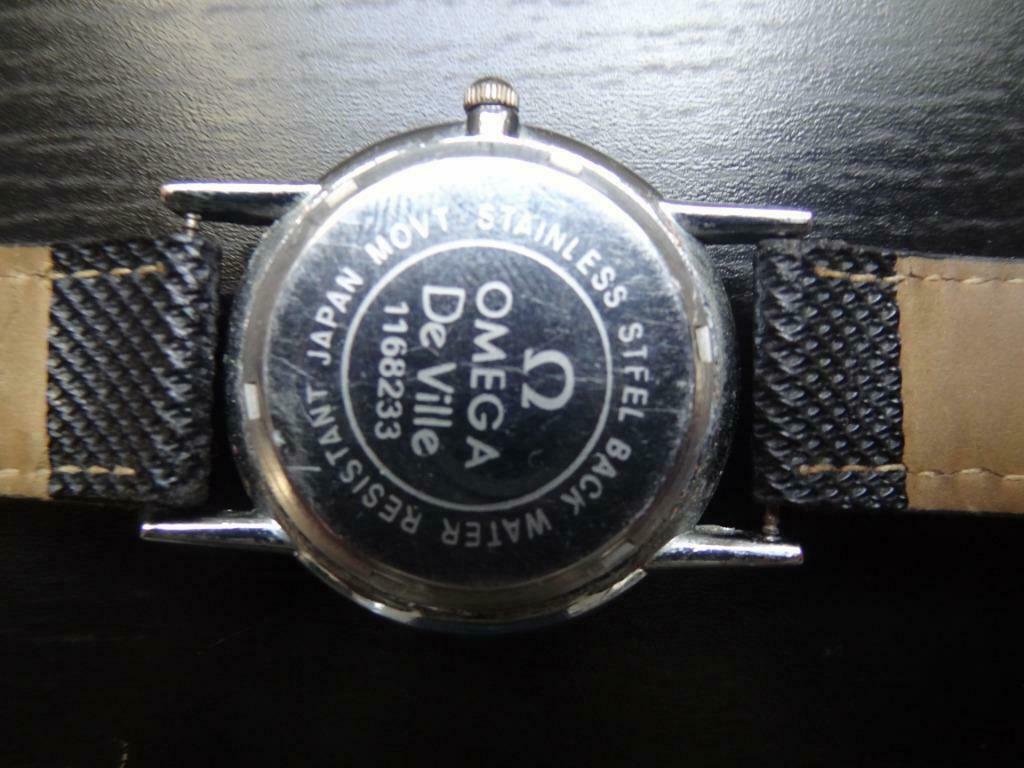 Ω
OMEGA
De Ville
1168233
STAINLESS STEEL BACK WATER RESISTANT JAPAN MOVT